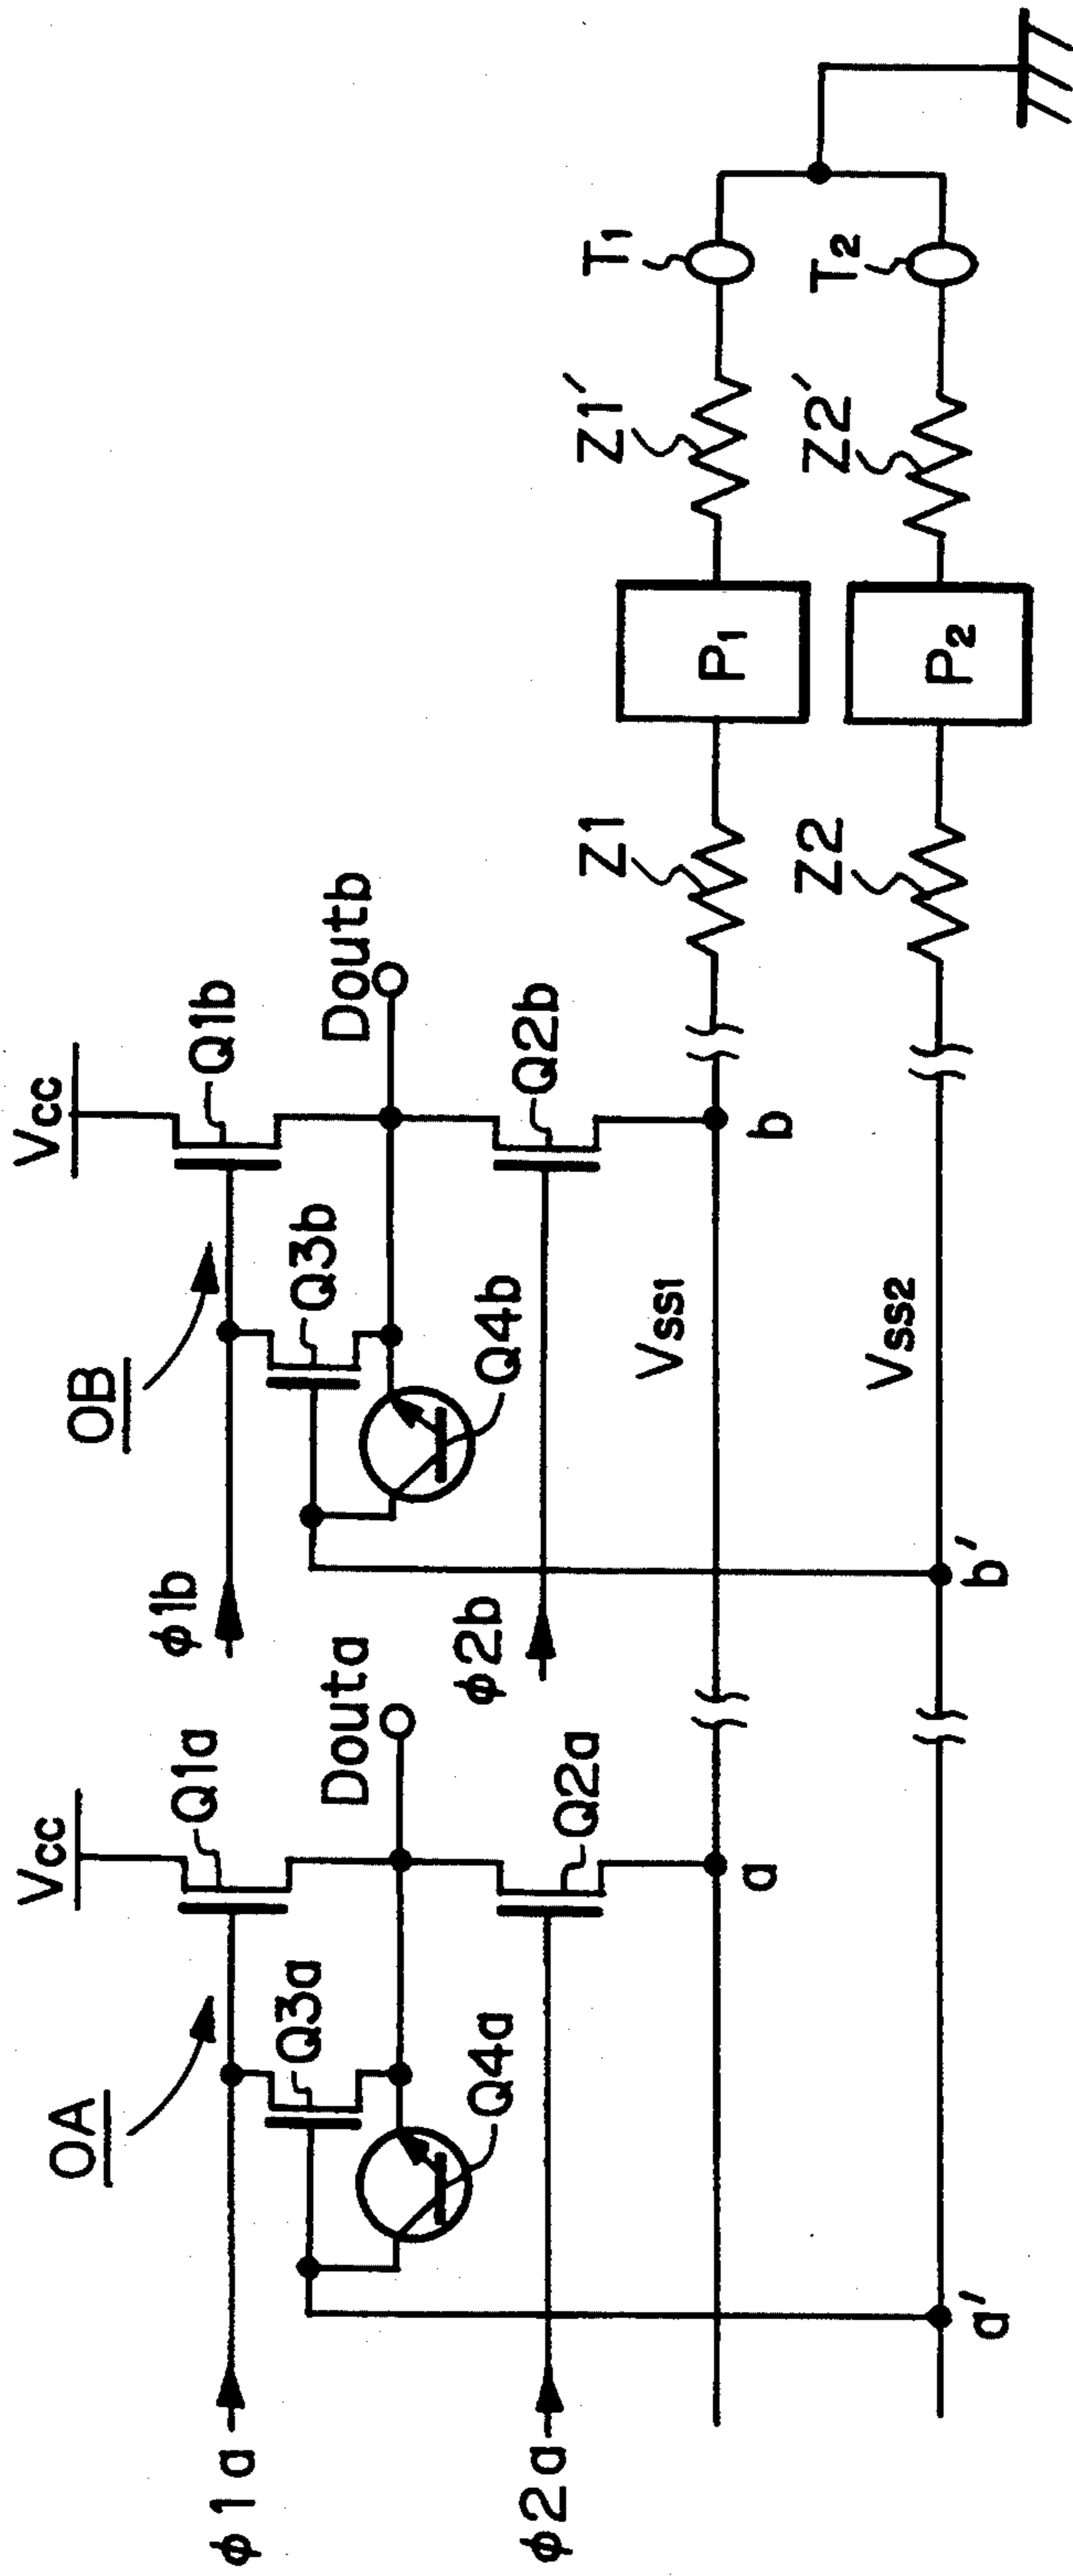 Vcc
Vcc
OA
OB
Q1a
Q1b
φ1a
φ1b
Q3a
Q3b
Douta
Doutb
Q4a
Q4b
Q2a
Q2b
φ2a
φ2b
a
b
Z1
P1
Z1′
T1
Vss1
Vss2
a′
b′
Z2
P2
Z2′
T2